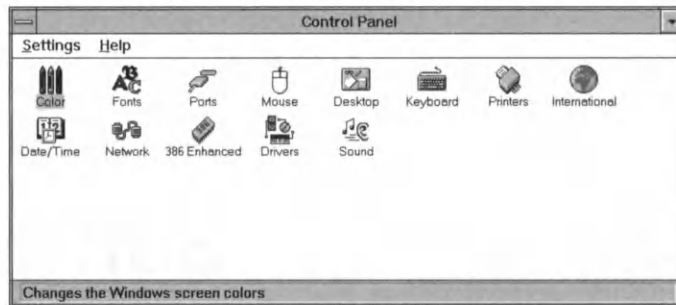 Control Panel
Settings Help
Color Fonts Ports Mouse Desktop Keyboard Printers International
Date/Time Network 386 Enhanced Drivers Sound
Changes the Windows screen colors